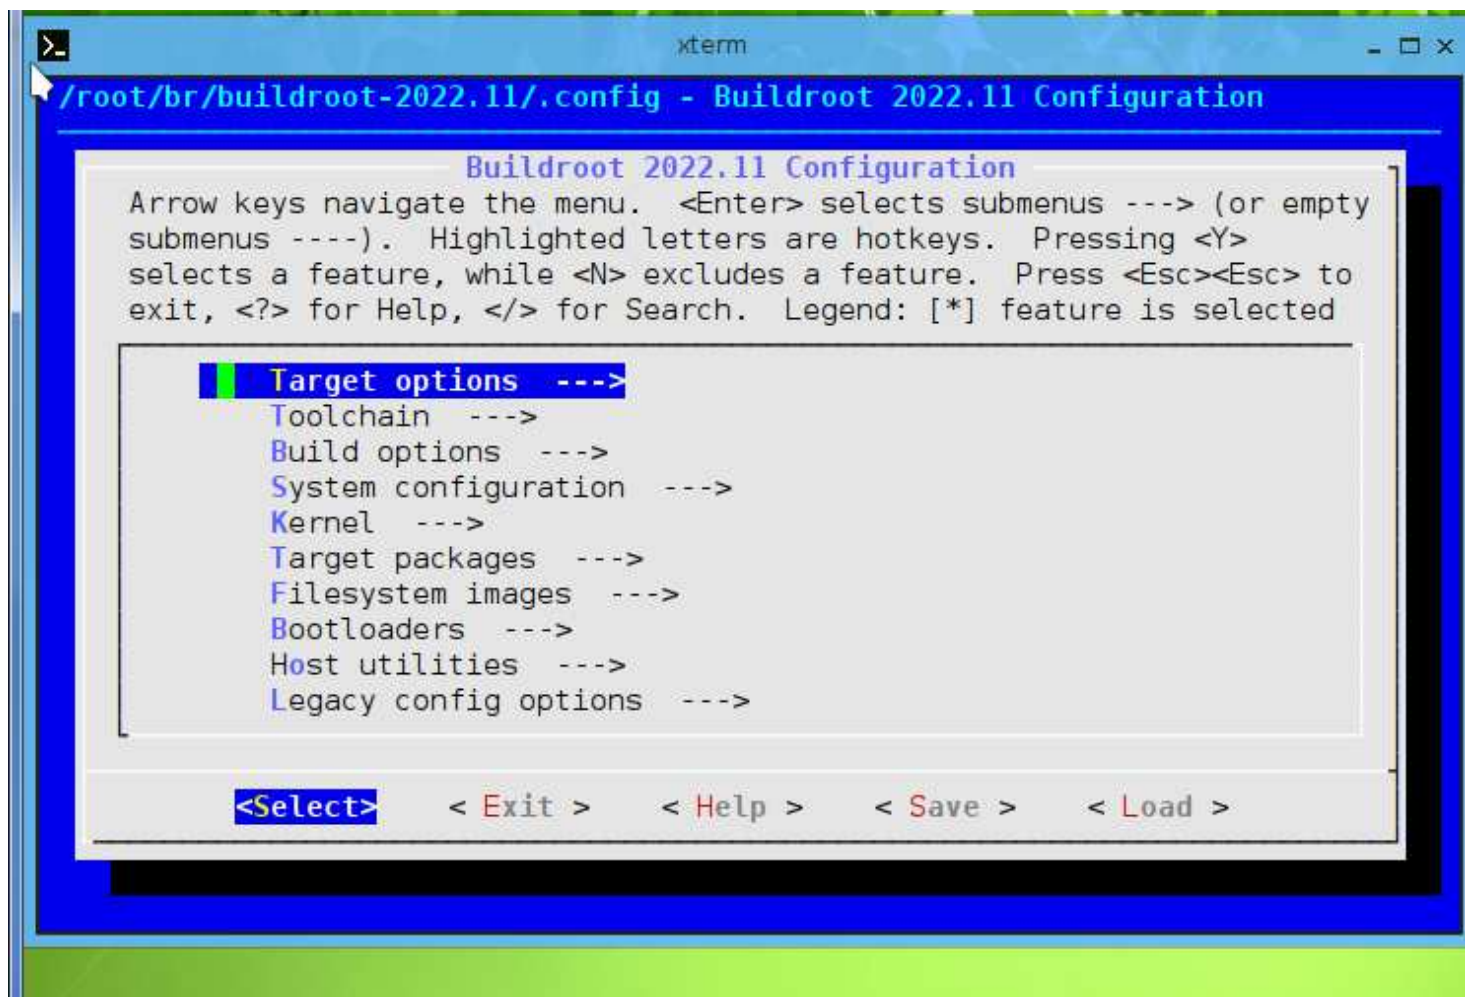 xterm
/root/br/buildroot-2022.11/.config - Buildroot 2022.11 Configuration
Buildroot 2022.11 Configuration
Arrow keys navigate the menu.  <Enter> selects submenus ---> (or empty
submenus ----).  Highlighted letters are hotkeys.  Pressing <Y>
selects a feature, while <N> excludes a feature.  Press <Esc><Esc> to
exit, <?> for Help, </> for Search.  Legend: [*] feature is selected
Target options  --->
Toolchain  --->
Build options  --->
System configuration  --->
Kernel  --->
Target packages  --->
Filesystem images  --->
Bootloaders  --->
Host utilities  --->
Legacy config options  --->
<Select>    < Exit >    < Help >    < Save >    < Load >